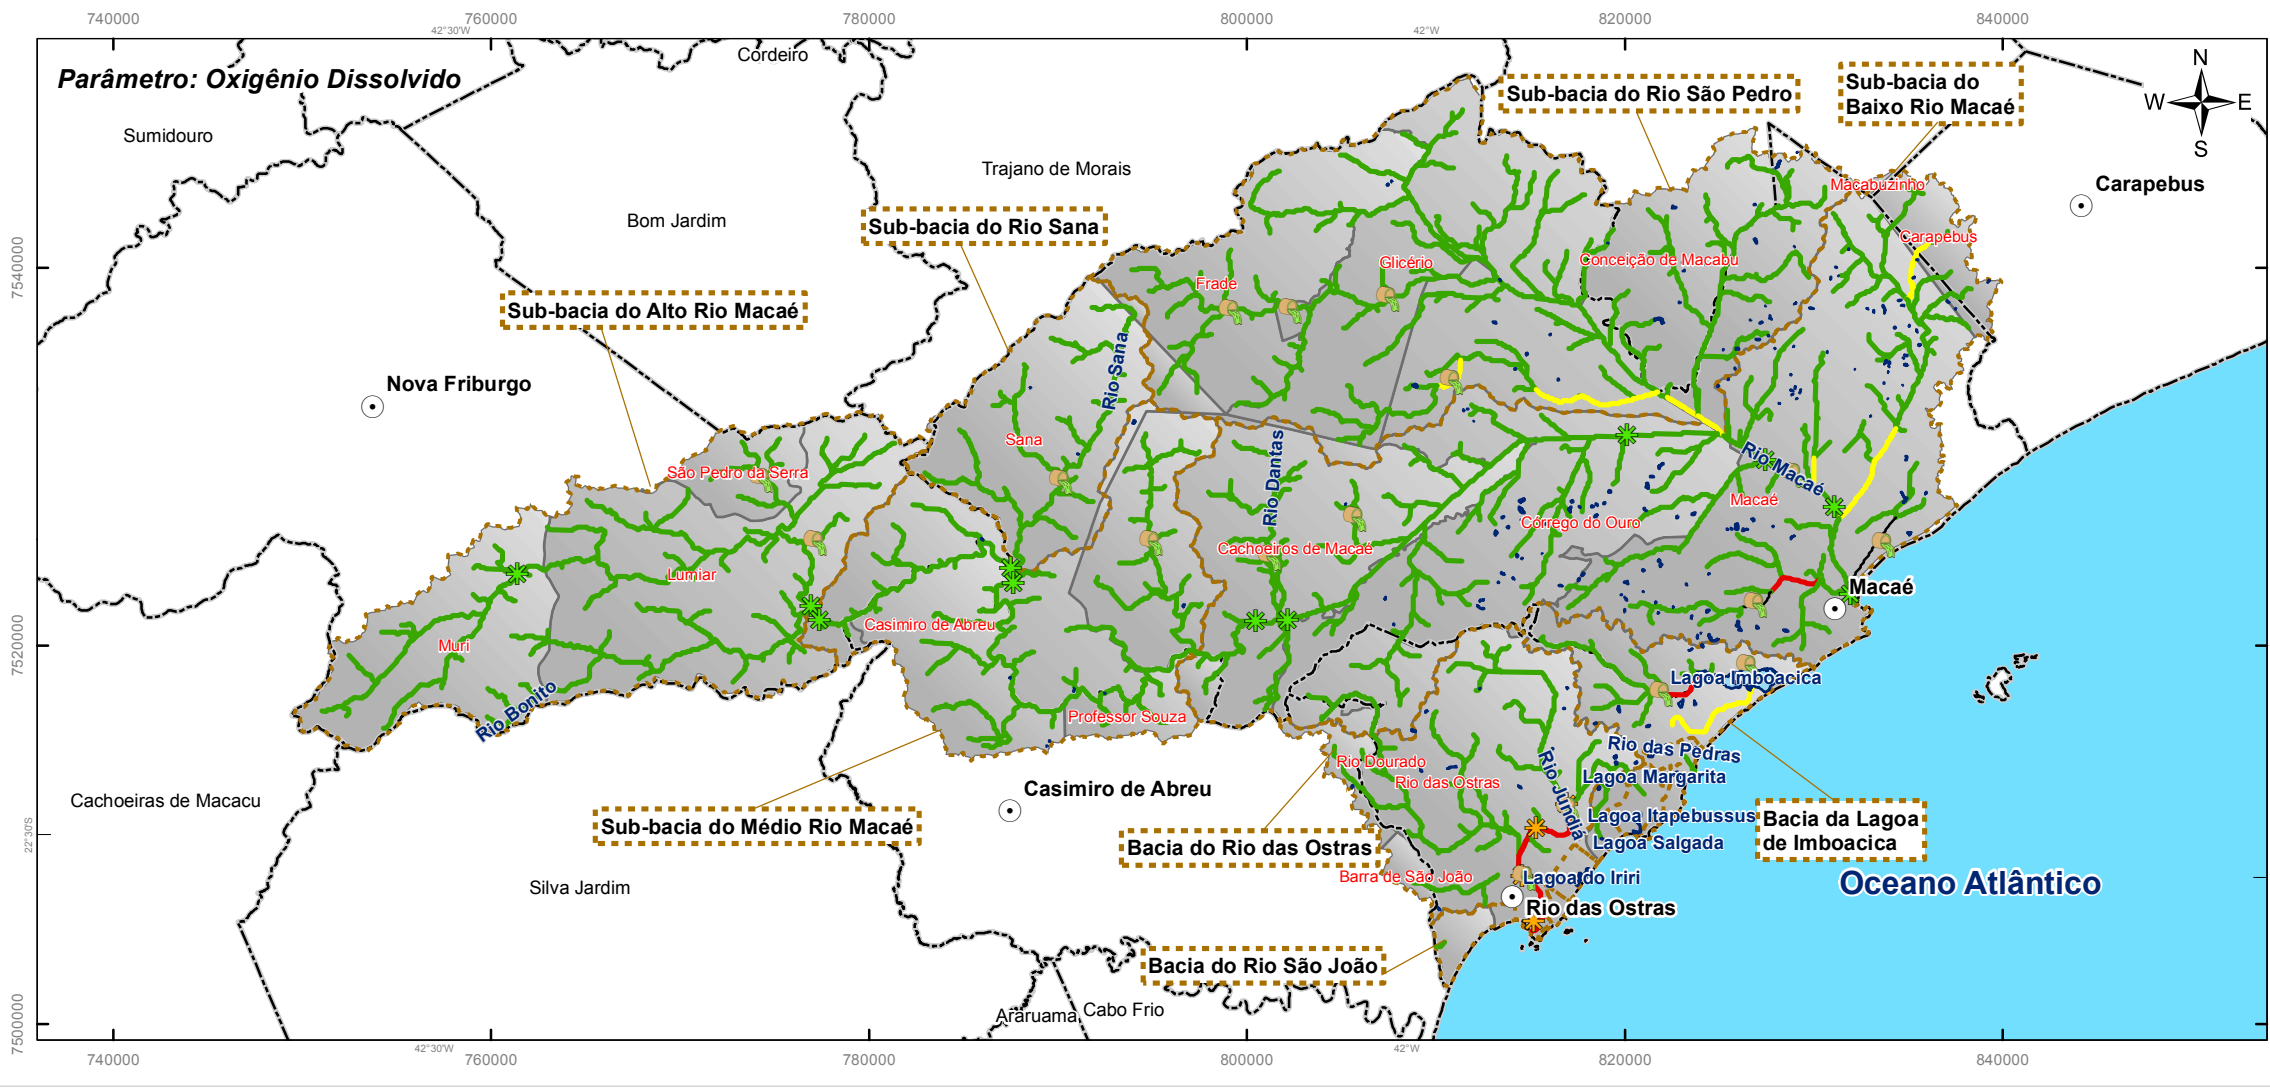 740000
760000
780000
800000
820000
840000
42°30'W
42°W
Parâmetro: Oxigênio Dissolvido
Cordeiro
Sumidouro
Trajano de Morais
Bom Jardim
Sub-bacia do Rio São Pedro
Sub-bacia do
Baixo Rio Macaé
N
W
E
S
Carapebus
Macabuzinho
Carapebus
Sub-bacia do Rio Sana
Conceição de Macabu
Glicério
Frade
7540000
Sub-bacia do Alto Rio Macaé
Nova Friburgo
Rio Sana
Sana
São Pedro da Serra
Rio Dantas
Rio Macaé
Macaé
Córrego do Ouro
Cachoeiros de Macaé
Lumiar
Macaé
Casimiro de Abreu
Muri
7520000
Rio Bonito
Lagoa Imboacica
Professor Souza
Rio das Pedras
Rio Dourado
Rio das Ostras
Rio Jundiá
Lagoa Margarita
Casimiro de Abreu
Cachoeiras de Macacu
Lagoa Itapebussus
Sub-bacia do Médio Rio Macaé
Bacia do Rio das Ostras
Lagoa Salgada
Bacia da Lagoa
de Imboacica
22°30'S
Barra de São João
Lagoa do Iriri
Oceano Atlântico
Silva Jardim
Rio das Ostras
Bacia do Rio São João
Araruama
Cabo Frio
7500000
740000
760000
780000
800000
820000
840000
42°30'W
42°W